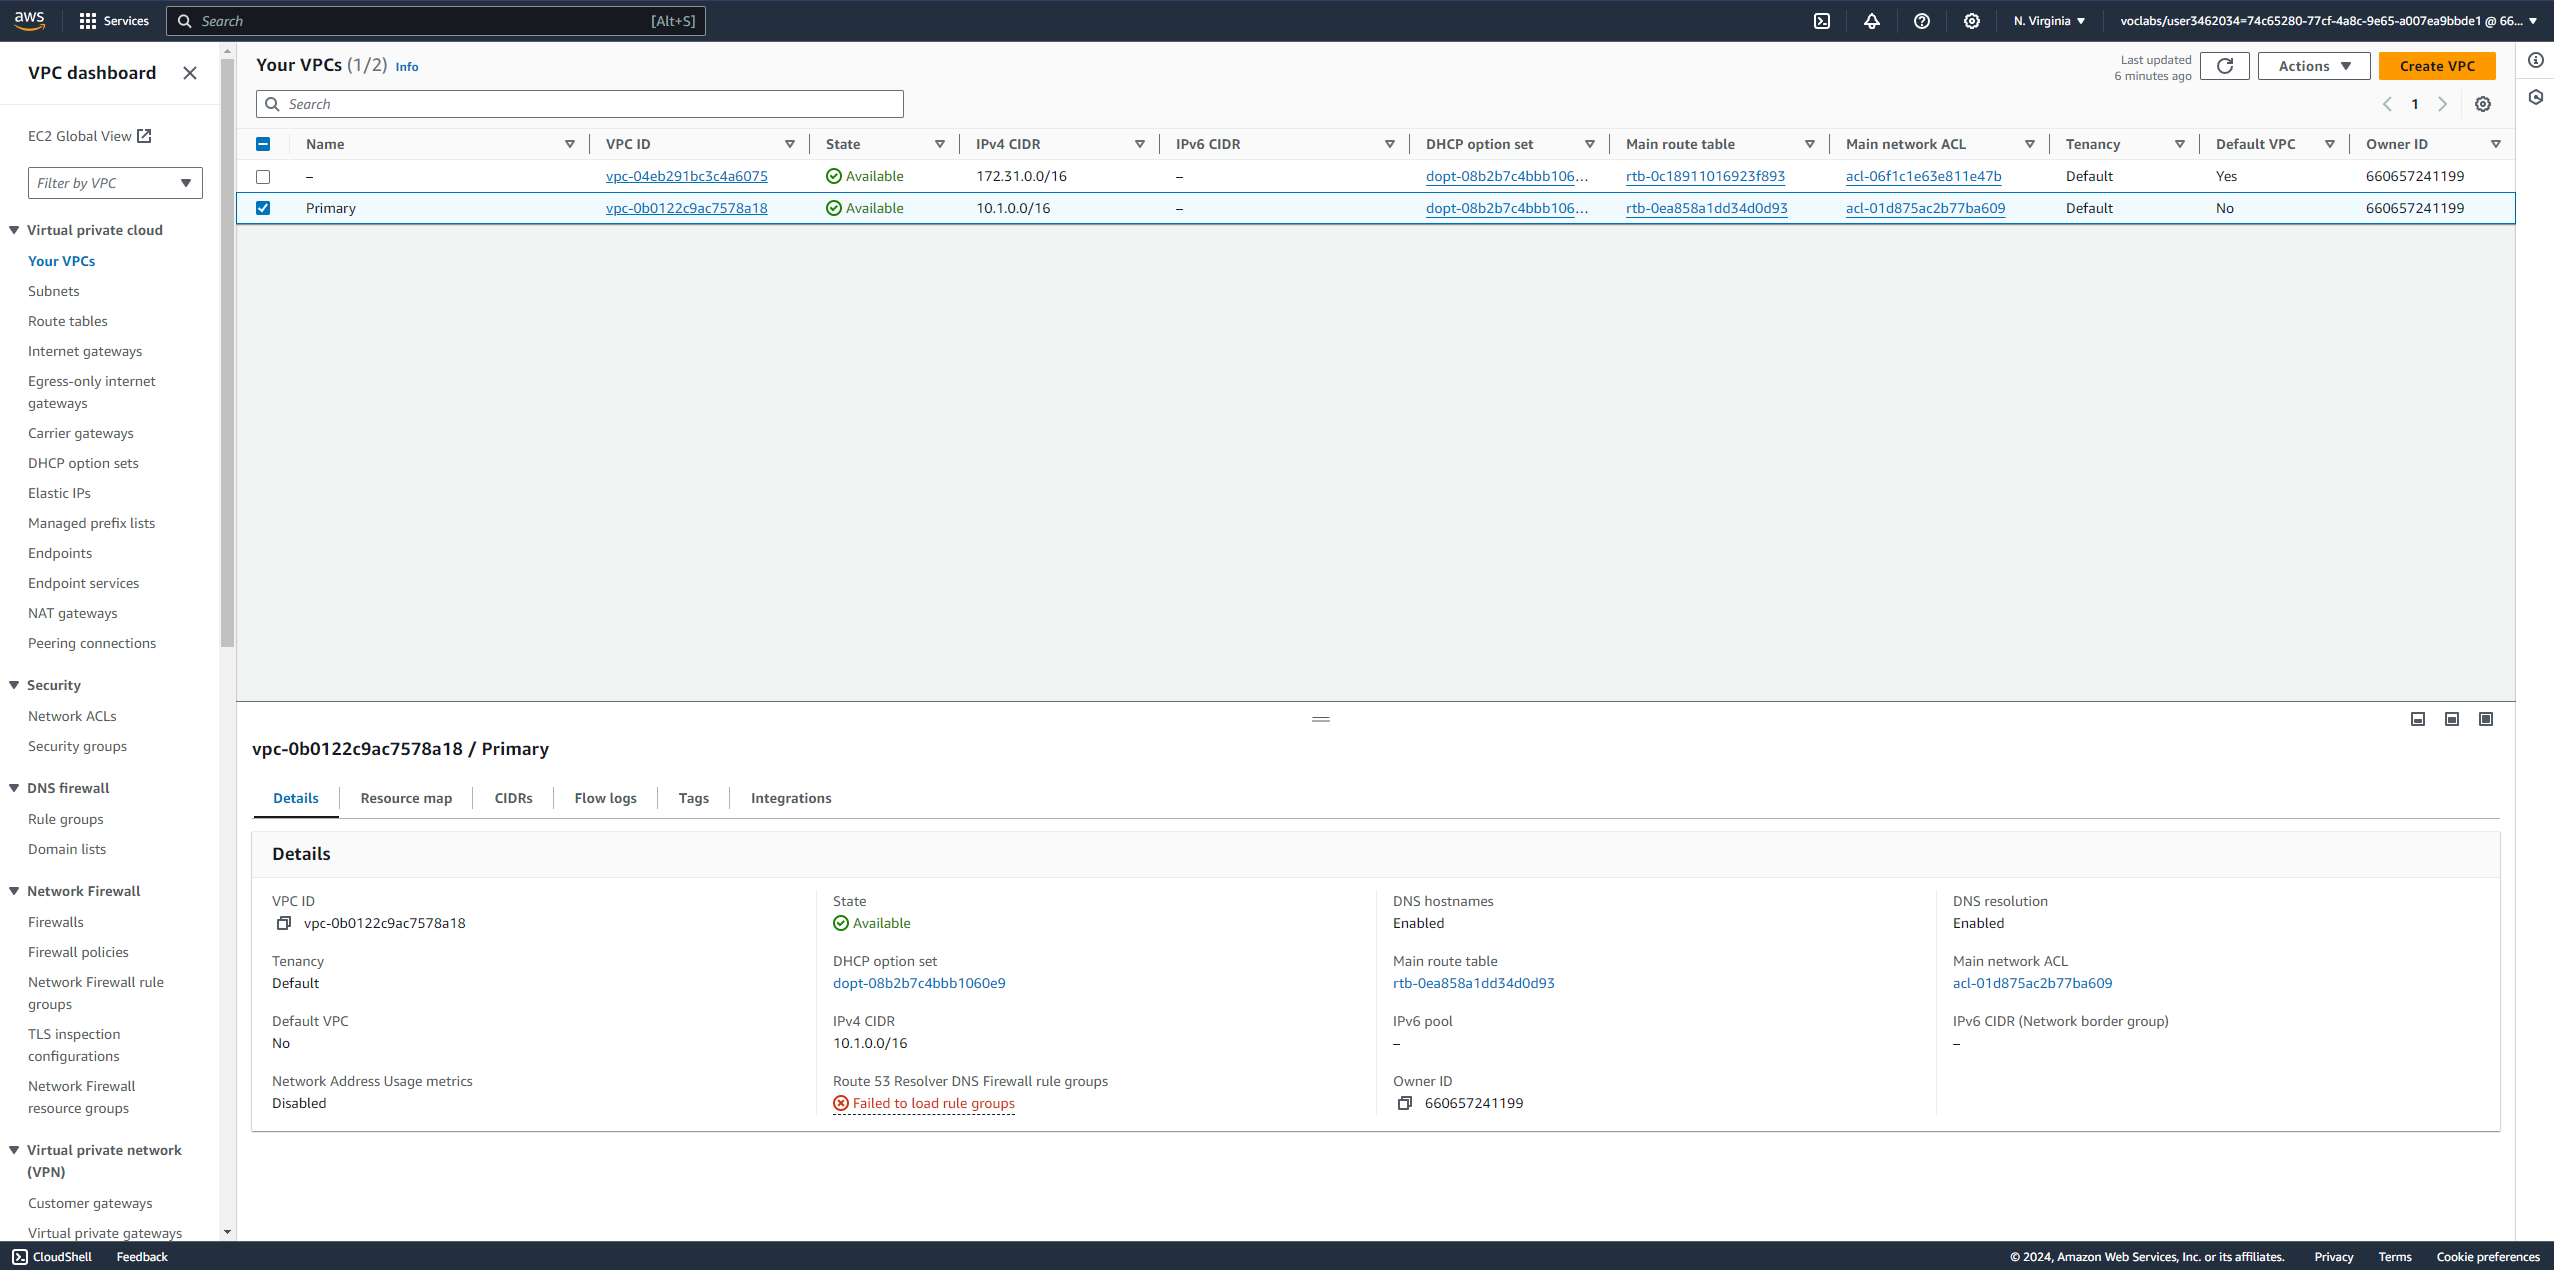 aws
Services
Search
[Alt+S]
N. Virginia
voclabs/user3462034=74c65280-77cf-4a8c-9e65-a007ea9bbde1 @ 66...
VPC dashboard
EC2 Global View
Filter by VPC
Virtual private cloud
Your VPCs
Subnets
Route tables
Internet gateways
Egress-only internet
gateways
Carrier gateways
DHCP option sets
Elastic IPs
Managed prefix lists
Endpoints
Endpoint services
NAT gateways
Peering connections
Security
Network ACLs
Security groups
DNS firewall
Rule groups
Domain lists
Network Firewall
Firewalls
Firewall policies
Network Firewall rule
groups
TLS inspection
configurations
Network Firewall
resource groups
Virtual private network
(VPN)
Customer gateways
Virtual private gateways
Your VPCs (1/2) Info
Last updated
6 minutes ago
Actions
Create VPC
Search
1
Name VPC ID State IPv4 CIDR IPv6 CIDR DHCP option set Main route table Main network ACL Tenancy Default VPC Owner ID
– vpc-04eb291bc3c4a6075 Available 172.31.0.0/16 – dopt-08b2b7c4bbb106... rtb-0c18911016923f893 acl-06f1c1e63e811e47b Default Yes 660657241199
Primary vpc-0b0122c9ac7578a18 Available 10.1.0.0/16 – dopt-08b2b7c4bbb106... rtb-0ea858a1dd34d0d93 acl-01d875ac2b77ba609 Default No 660657241199
vpc-0b0122c9ac7578a18 / Primary
Details Resource map CIDRs Flow logs Tags Integrations
Details
VPC ID
vpc-0b0122c9ac7578a18
State
Available
DNS hostnames
Enabled
DNS resolution
Enabled
Tenancy
Default
DHCP option set
dopt-08b2b7c4bbb1060e9
Main route table
rtb-0ea858a1dd34d0d93
Main network ACL
acl-01d875ac2b77ba609
Default VPC
No
IPv4 CIDR
10.1.0.0/16
IPv6 pool
–
IPv6 CIDR (Network border group)
–
Network Address Usage metrics
Disabled
Route 53 Resolver DNS Firewall rule groups
Failed to load rule groups
Owner ID
660657241199
CloudShell
Feedback
© 2024, Amazon Web Services, Inc. or its affiliates.
Privacy
Terms
Cookie preferences